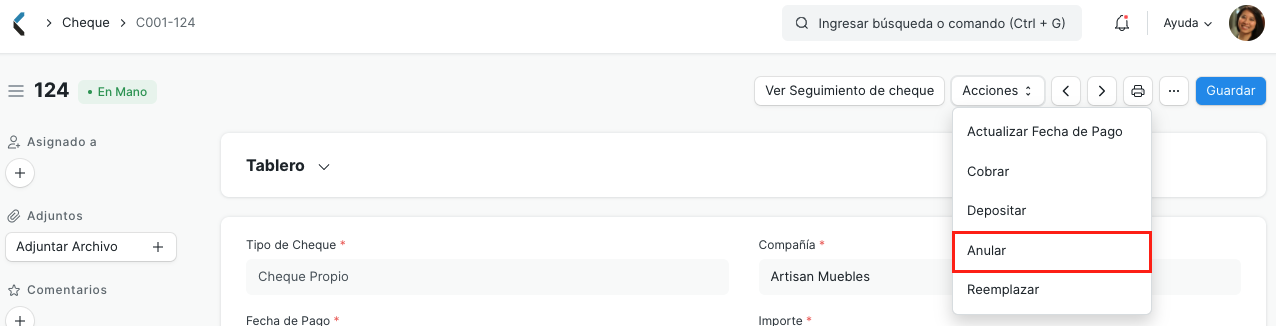 Cheque C001-124
Ingresar búsqueda o comando (Ctrl + G)
Ayuda
124 En Mano
Ver Seguimiento de cheque Acciones Guardar
Actualizar Fecha de Pago
Cobrar
Depositar
Anular
Reemplazar
Asignado a
Adjuntos
Adjuntar Archivo
Comentarios
Tablero
Tipo de Cheque *
Cheque Propio
Compañía *
Artisan Muebles
Fecha de Pago *
Importe *